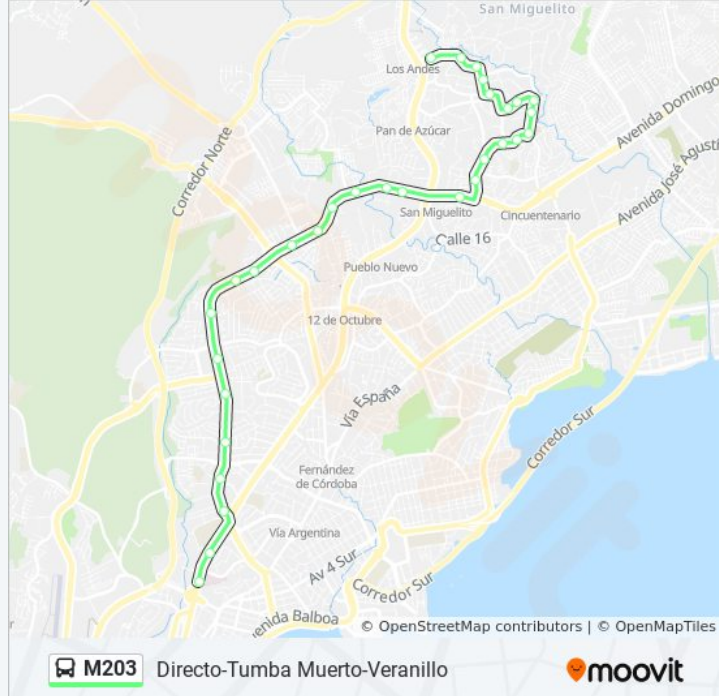 San Miguelito
Los Andes
Avenida Domingo
Pan de Azúcar
Corredor Norte
Avenida José Agustí
San Miguelito
Cincuentenario
Calle 16
Pueblo Nuevo
12 de Octubre
Vía España
Corredor Sur
Fernández
de Córdoba
Vía Argentina
Av 4 Sur
Corredor Sur
venida Balboa
© OpenStreetMap contributors | © OpenMapTiles
M203 Directo-Tumba Muerto-Veranillo
moovit